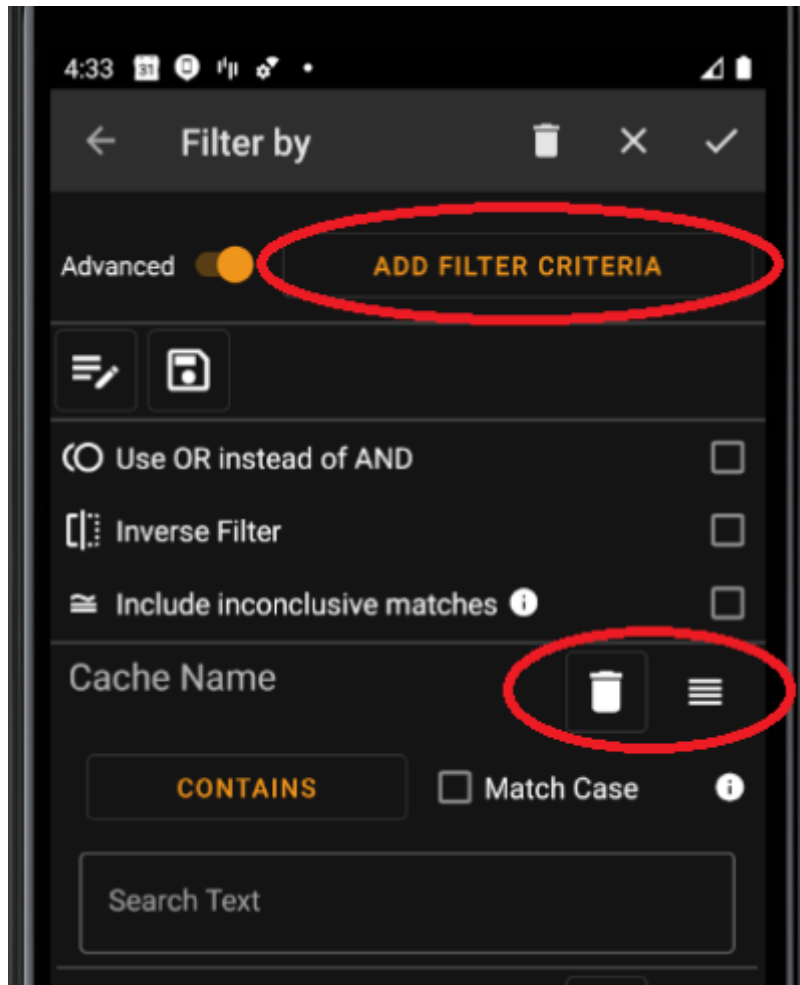 4:33 31
Filter by
Advanced ADD FILTER CRITERIA
Use OR instead of AND
Inverse Filter
Include inconclusive matches i
Cache Name
CONTAINS Match Case i
Search Text